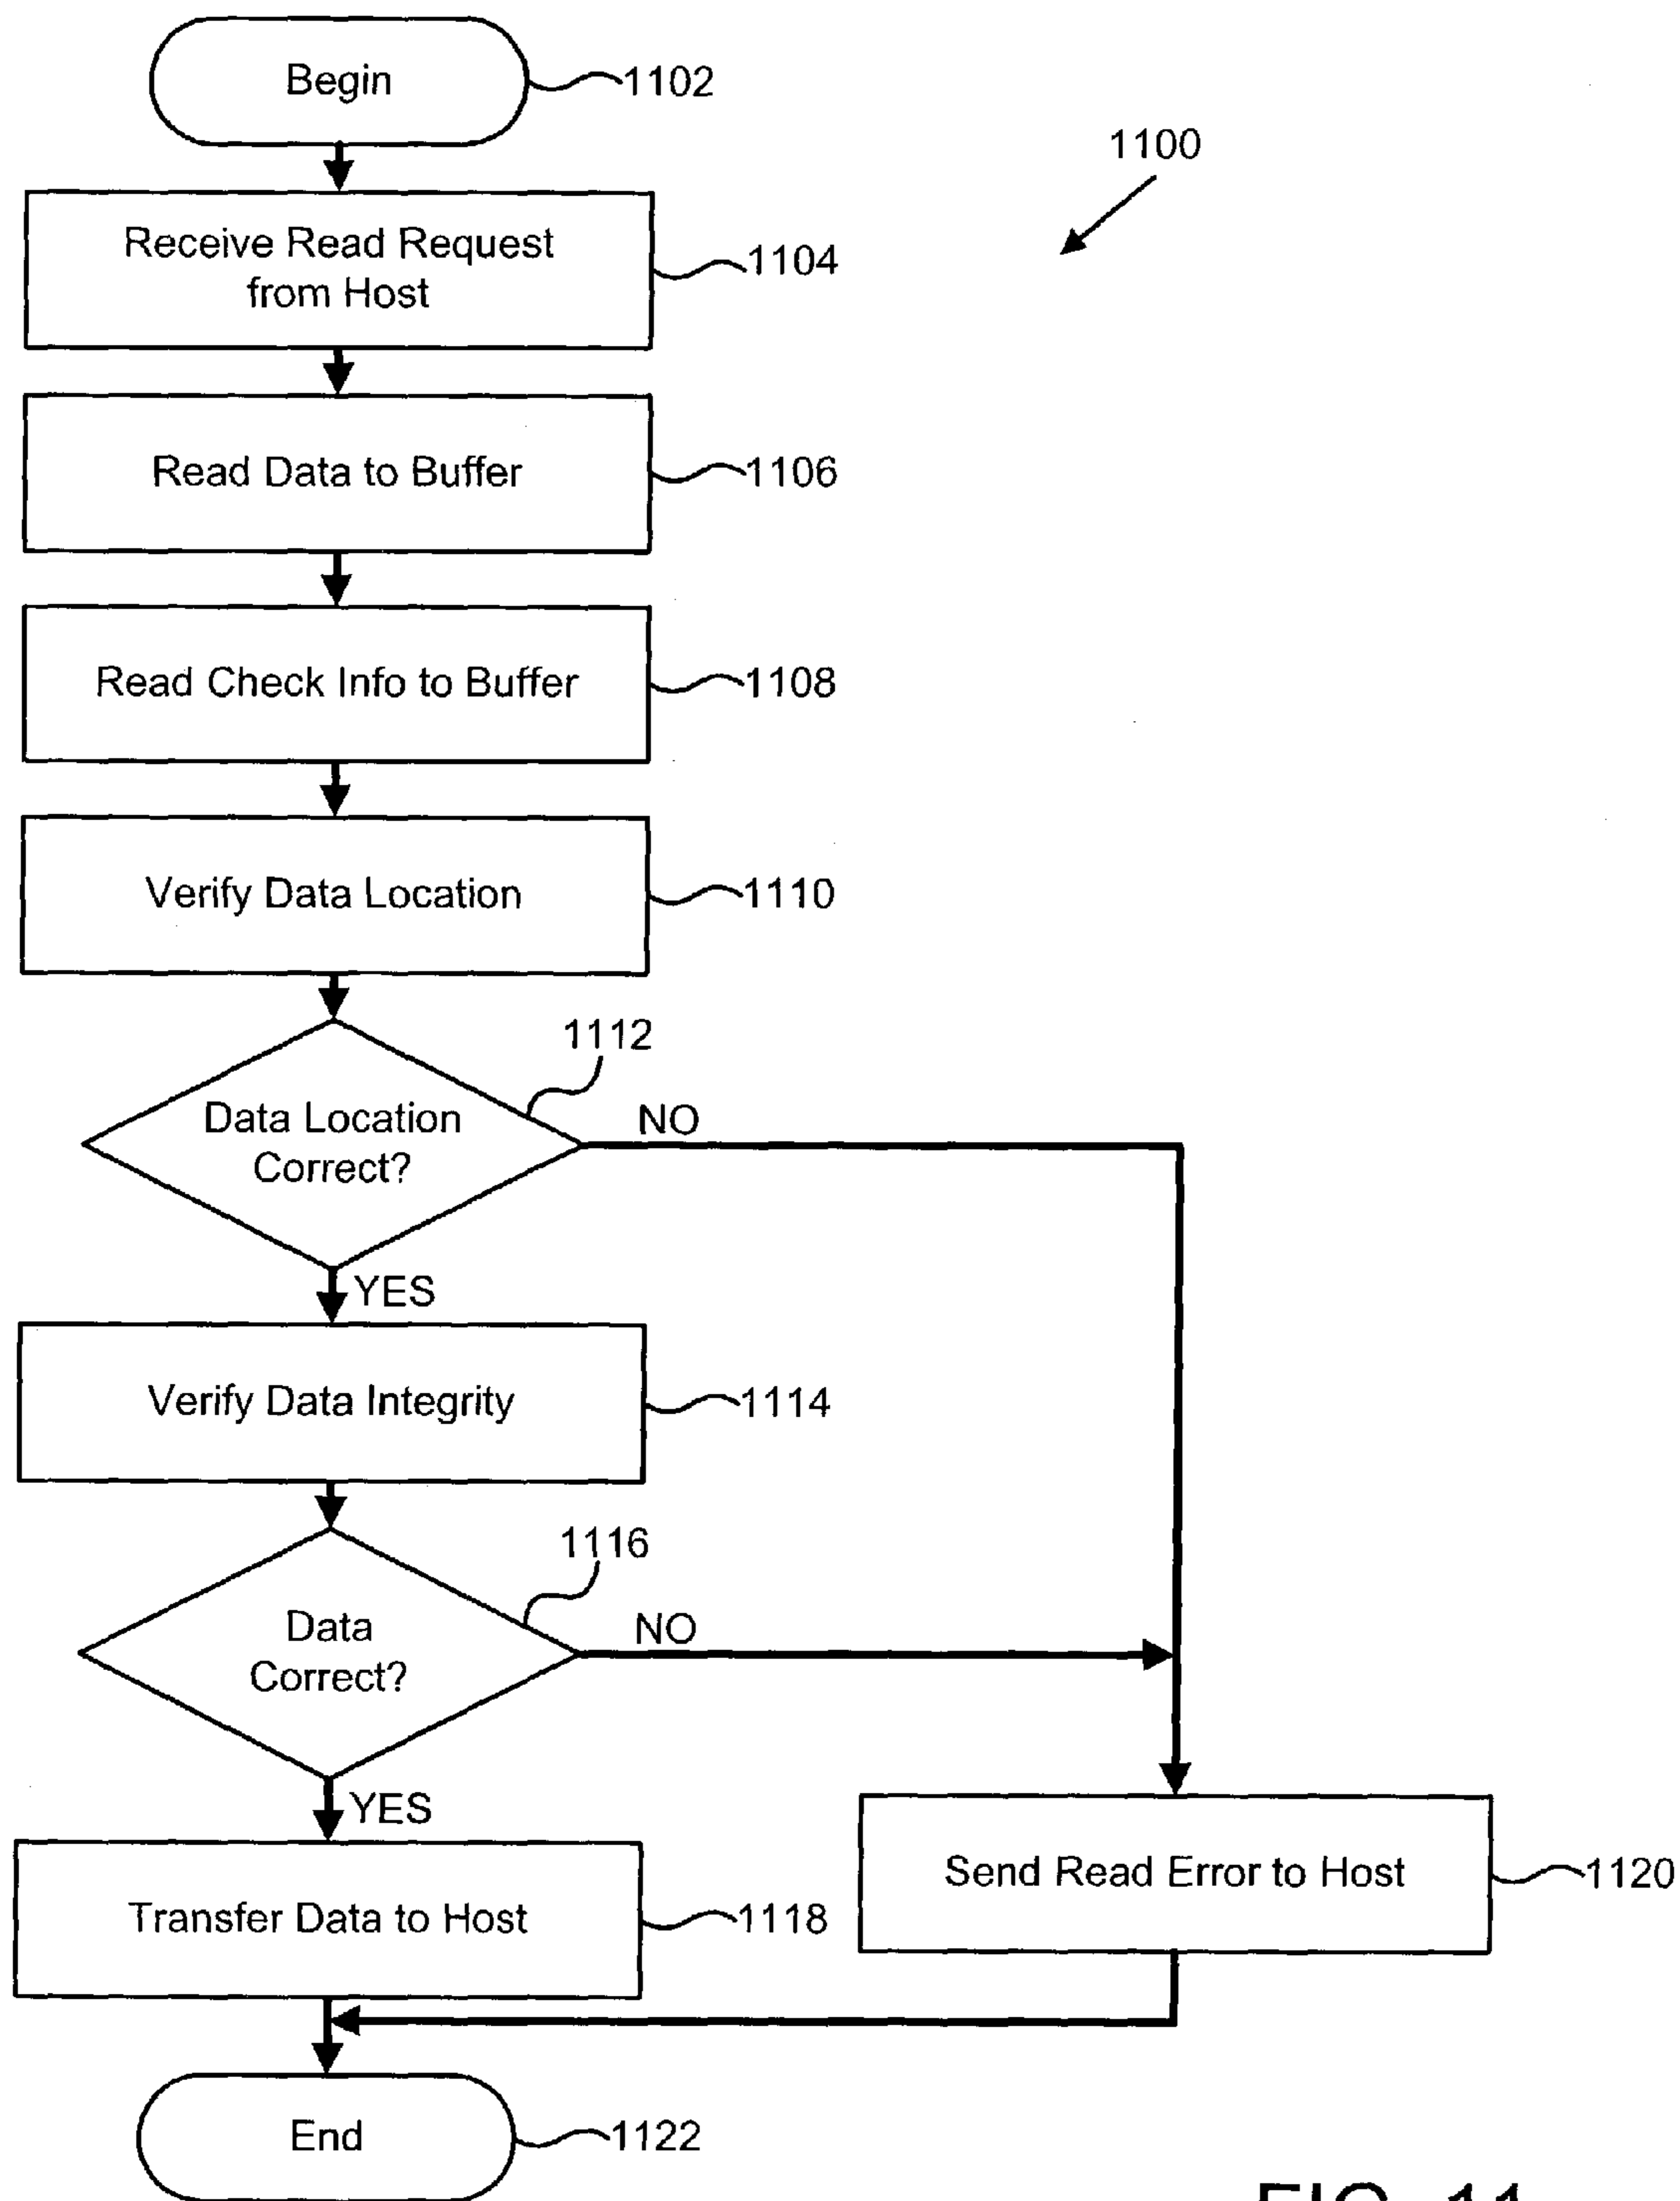 Begin
1102
1100
Receive Read Request
from Host
1104
Read Data to Buffer
1106
Read Check Info to Buffer
1108
Verify Data Location
1110
1112
Data Location
Correct?
NO
YES
Verify Data Integrity
1114
1116
Data
Correct?
NO
YES
Transfer Data to Host
1118
Send Read Error to Host
1120
End
1122
FIG. 11